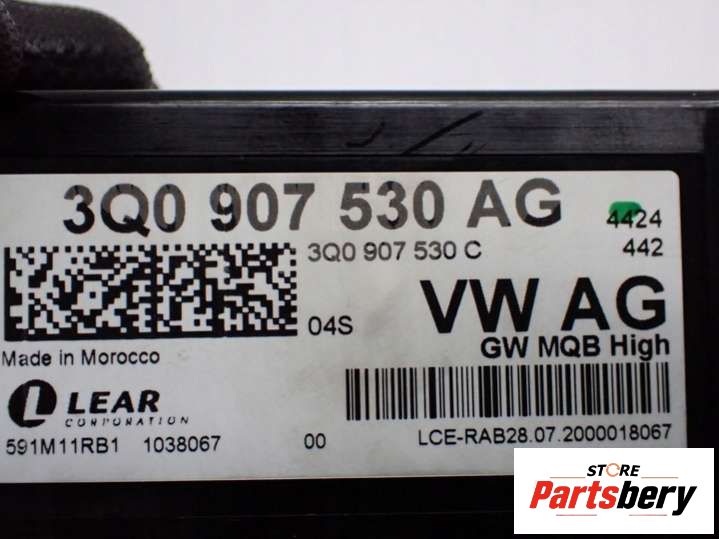 3Q0 907 530 AG
4424
3Q0 907 530 C
442
04S
VW AG
GW MQB High
Made in Morocco
LEAR
CORPORATION
591M11RB1 1038067 00
LCE-RAB28.07.2000018067
STORE
Partsbery